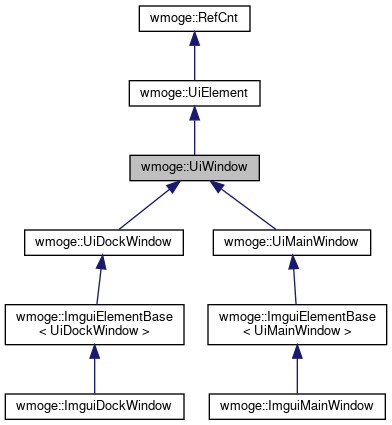 wmoge::RefCnt
wmoge::UiElement
wmoge::UiWindow
wmoge::UiDockWindow
wmoge::UiMainWindow
wmoge::ImguiElementBase
< UiDockWindow >
wmoge::ImguiElementBase
< UiMainWindow >
wmoge::ImguiDockWindow
wmoge::ImguiMainWindow